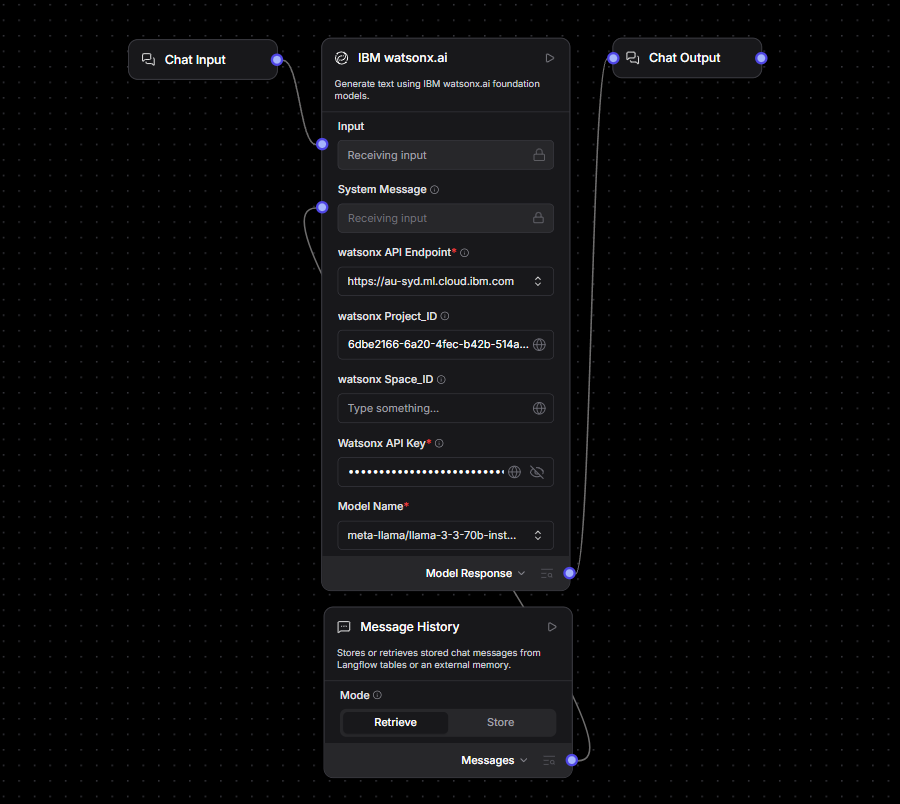 Chat Input
IBM watsonx.ai
Generate text using IBM watsonx.ai foundation
models.
Input
Receiving input
System Message
Receiving input
watsonx API Endpoint*
https://au-syd.ml.cloud.ibm.com
watsonx Project_ID
6dbe2166-6a20-4fec-b42b-514a...
watsonx Space_ID
Type something...
Watsonx API Key*
Model Name*
meta-llama/llama-3-3-70b-inst...
Model Response
Chat Output
Message History
Stores or retrieves stored chat messages from
Langflow tables or an external memory.
Mode
Retrieve
Store
Messages